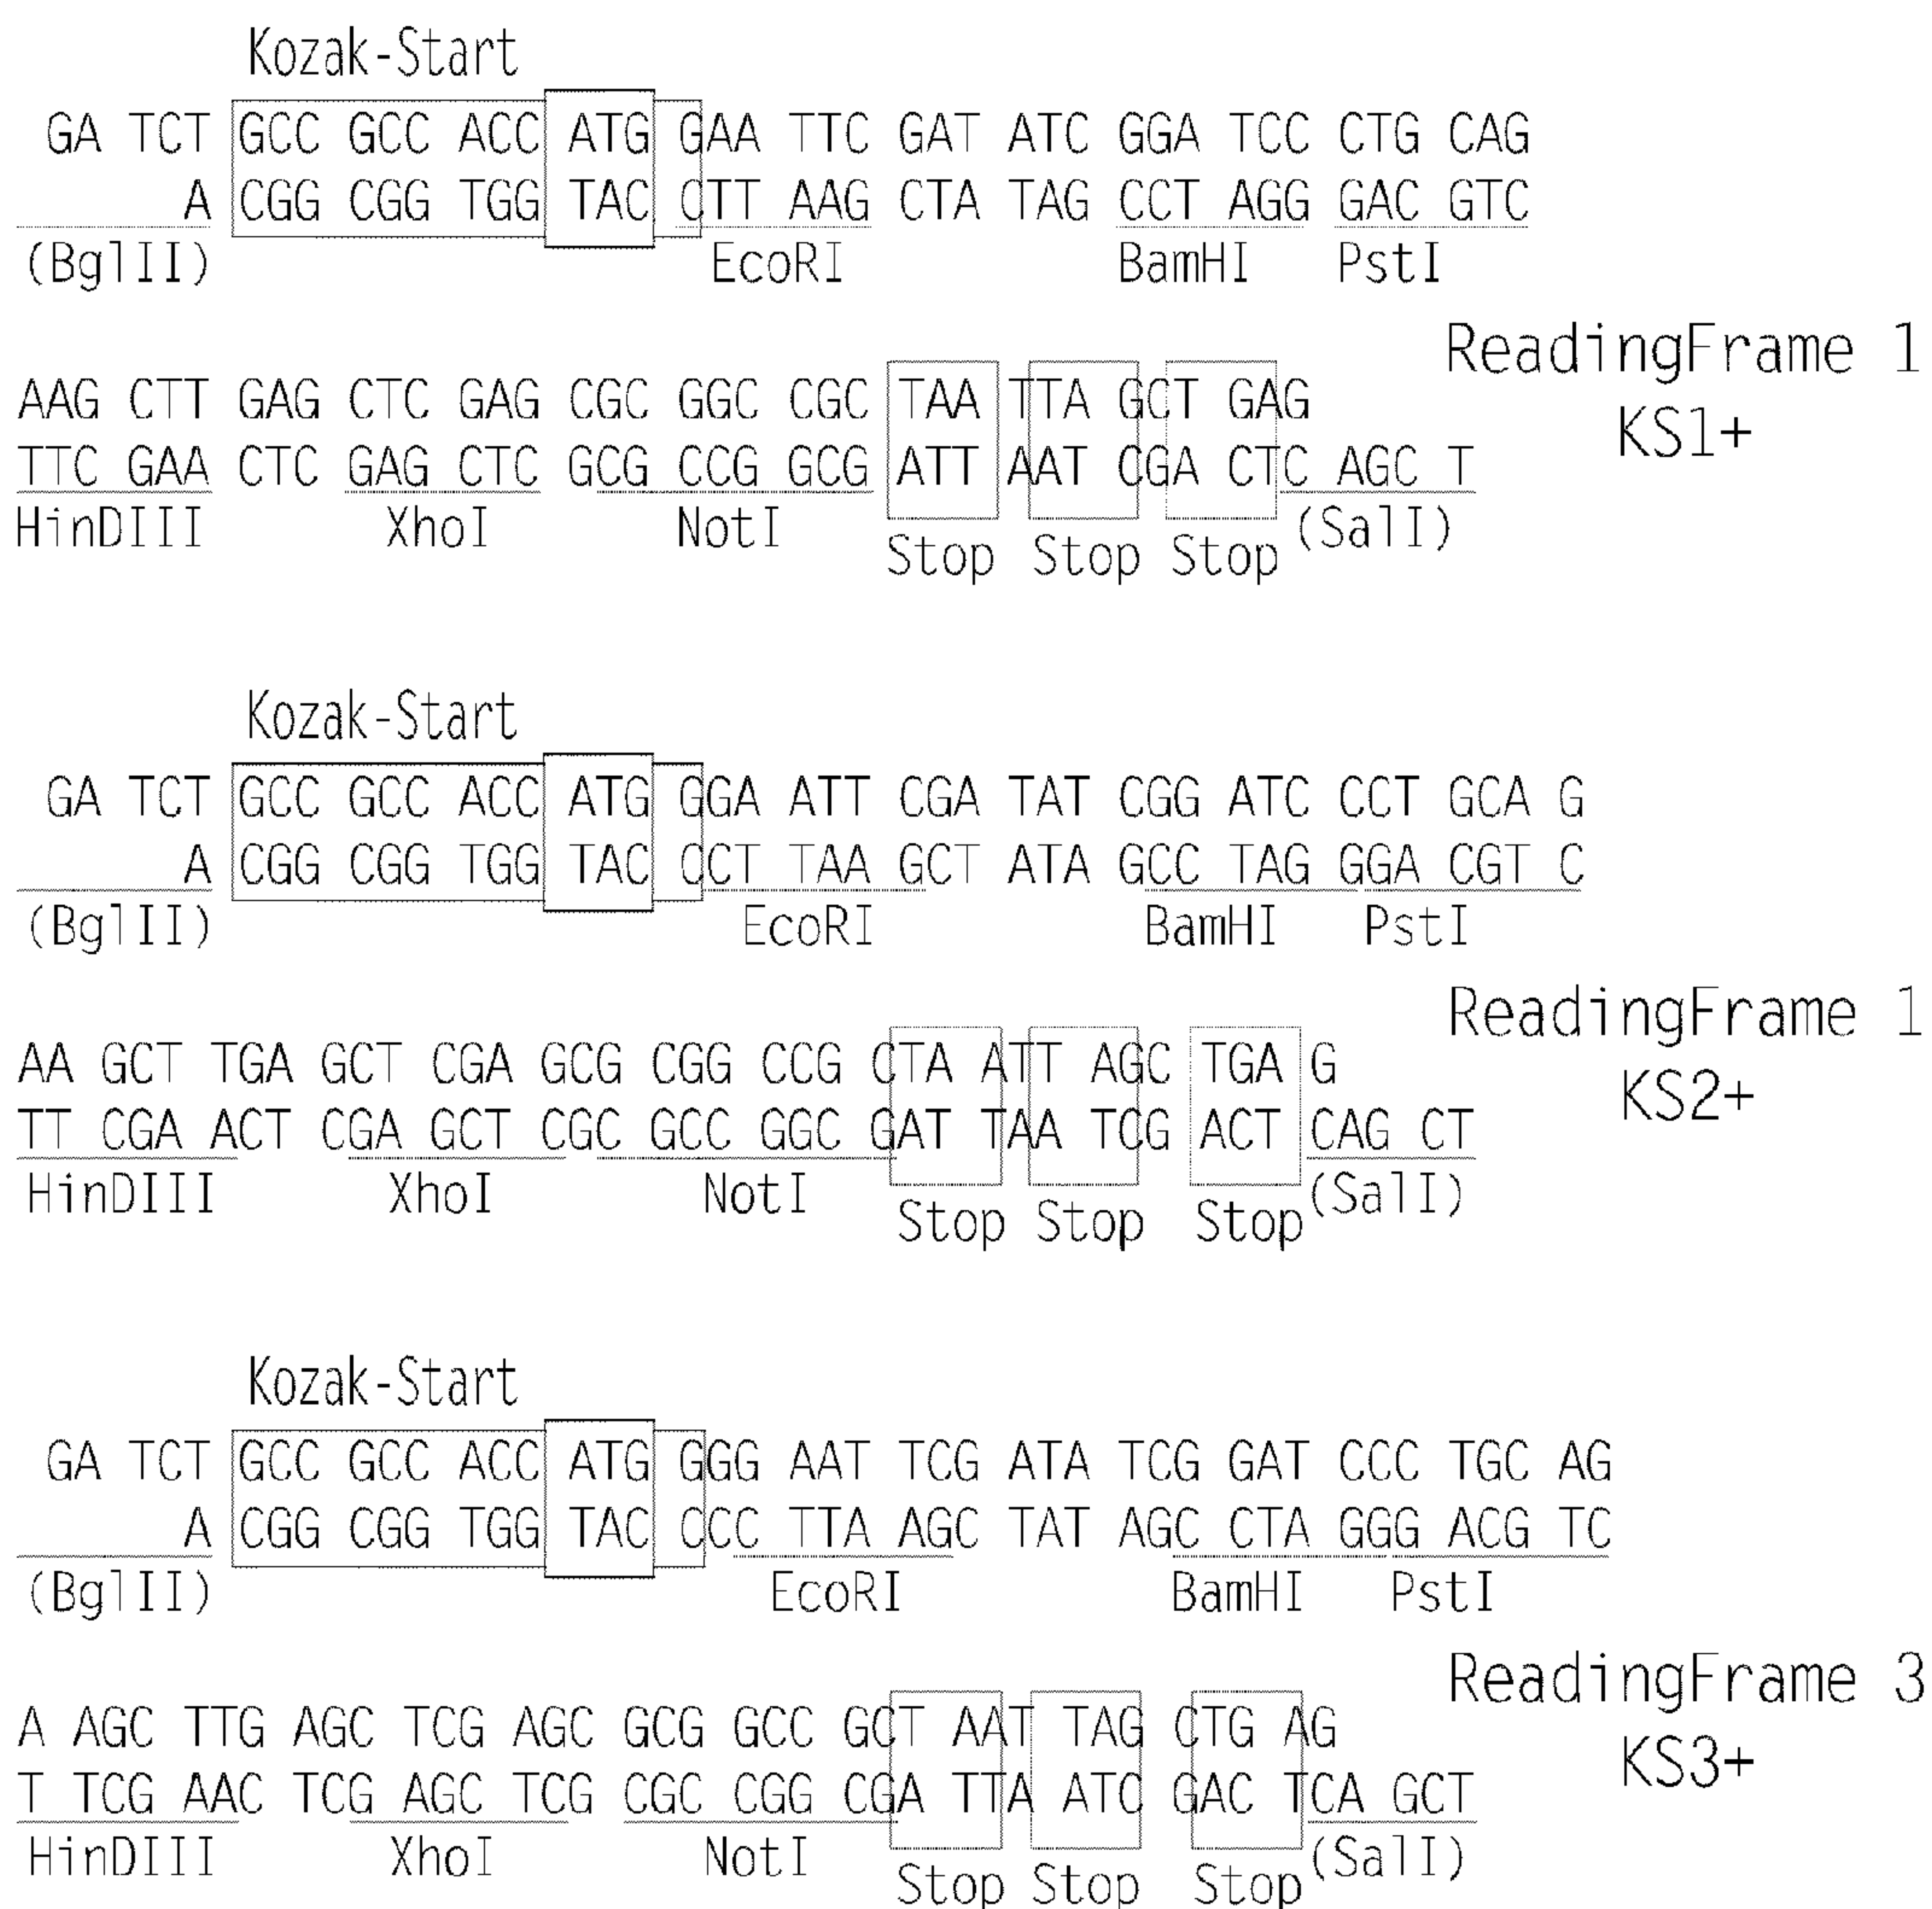 Kozak-Start
GA TCT GCC GCC ACC ATG GAA TTC GAT ATC GGA TCC CTG CAG
A CGG CGG TGG TAC CTT AAG CTA TAG CCT AGG GAC GTC
(BglII) EcoRI BamHI PstI
ReadingFrame 1
AAG CTT GAG CTC GAG CGC GGC CGC TAA TTA GCT GAG
KS1+
TTC GAA CTC GAG CTC GCG CCG GCG ATT AAT CGA CTC AGC T
HinDIII XhoI NotI Stop Stop Stop (SalI)
Kozak-Start
GA TCT GCC GCC ACC ATG GGA ATT CGA TAT CGG ATC CCT GCA G
A CGG CGG TGG TAC CCT TAA GCT ATA GCC TAG GGA CGT C
(BglII) EcoRI BamHI PstI
ReadingFrame 1
AA GCT TGA GCT CGA GCG CGG CCG CTA ATT AGC TGA G
KS2+
TT CGA ACT CGA GCT CGC GCC GGC GAT TAA TCG ACT CAG CT
HinDIII XhoI NotI Stop Stop Stop (SalI)
Kozak-Start
GA TCT GCC GCC ACC ATG GGG AAT TCG ATA TCG GAT CCC TGC AG
A CGG CGG TGG TAC CCC TTA AGC TAT AGC CTA GGG ACG TC
(BglII) EcoRI BamHI PstI
ReadingFrame 3
A AGC TTG AGC TCG AGC GCG GCC GCT AAT TAG CTG AG
KS3+
T TCG AAC TCG AGC TCG CGC CGG CGA TTA ATC GAC TCA GCT
HinDIII XhoI NotI Stop Stop Stop (SalI)